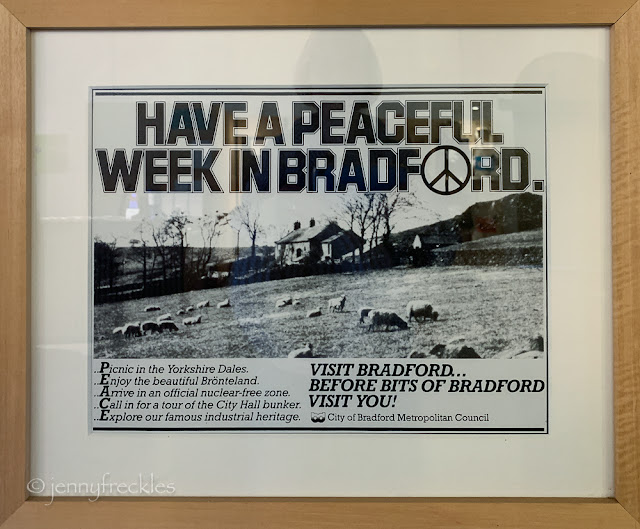 HAVE A PEACEFUL
WEEK IN BRADFORD.
..Picnic in the Yorkshire Dales.
..Enjoy the beautiful Brönteland.
..Arrive in an official nuclear-free zone.
..Call in for a tour of the City Hall bunker.
..Explore our famous industrial heritage.
VISIT BRADFORD...
BEFORE BITS OF BRADFORD
VISIT YOU!
City of Bradford Metropolitan Council
© jennyfreckles